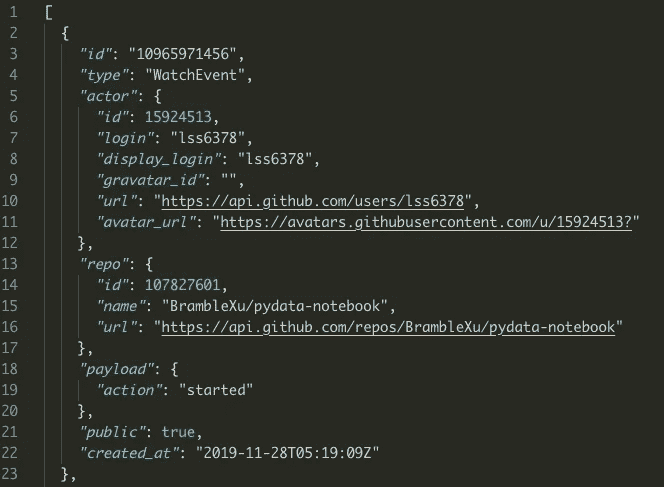 1 [
2 {
3 "id": "10965971456",
4 "type": "WatchEvent",
5 "actor": {
6 "id": 15924513,
7 "login": "lss6378",
8 "display_login": "lss6378",
9 "gravatar_id": "",
10 "url": "https://api.github.com/users/lss6378",
11 "avatar_url": "https://avatars.githubusercontent.com/u/15924513?"
12 },
13 "repo": {
14 "id": 107827601,
15 "name": "BrambleXu/pydata-notebook",
16 "url": "https://api.github.com/repos/BrambleXu/pydata-notebook"
17 },
18 "payload": {
19 "action": "started"
20 },
21 "public": true,
22 "created_at": "2019-11-28T05:19:09Z"
23 },